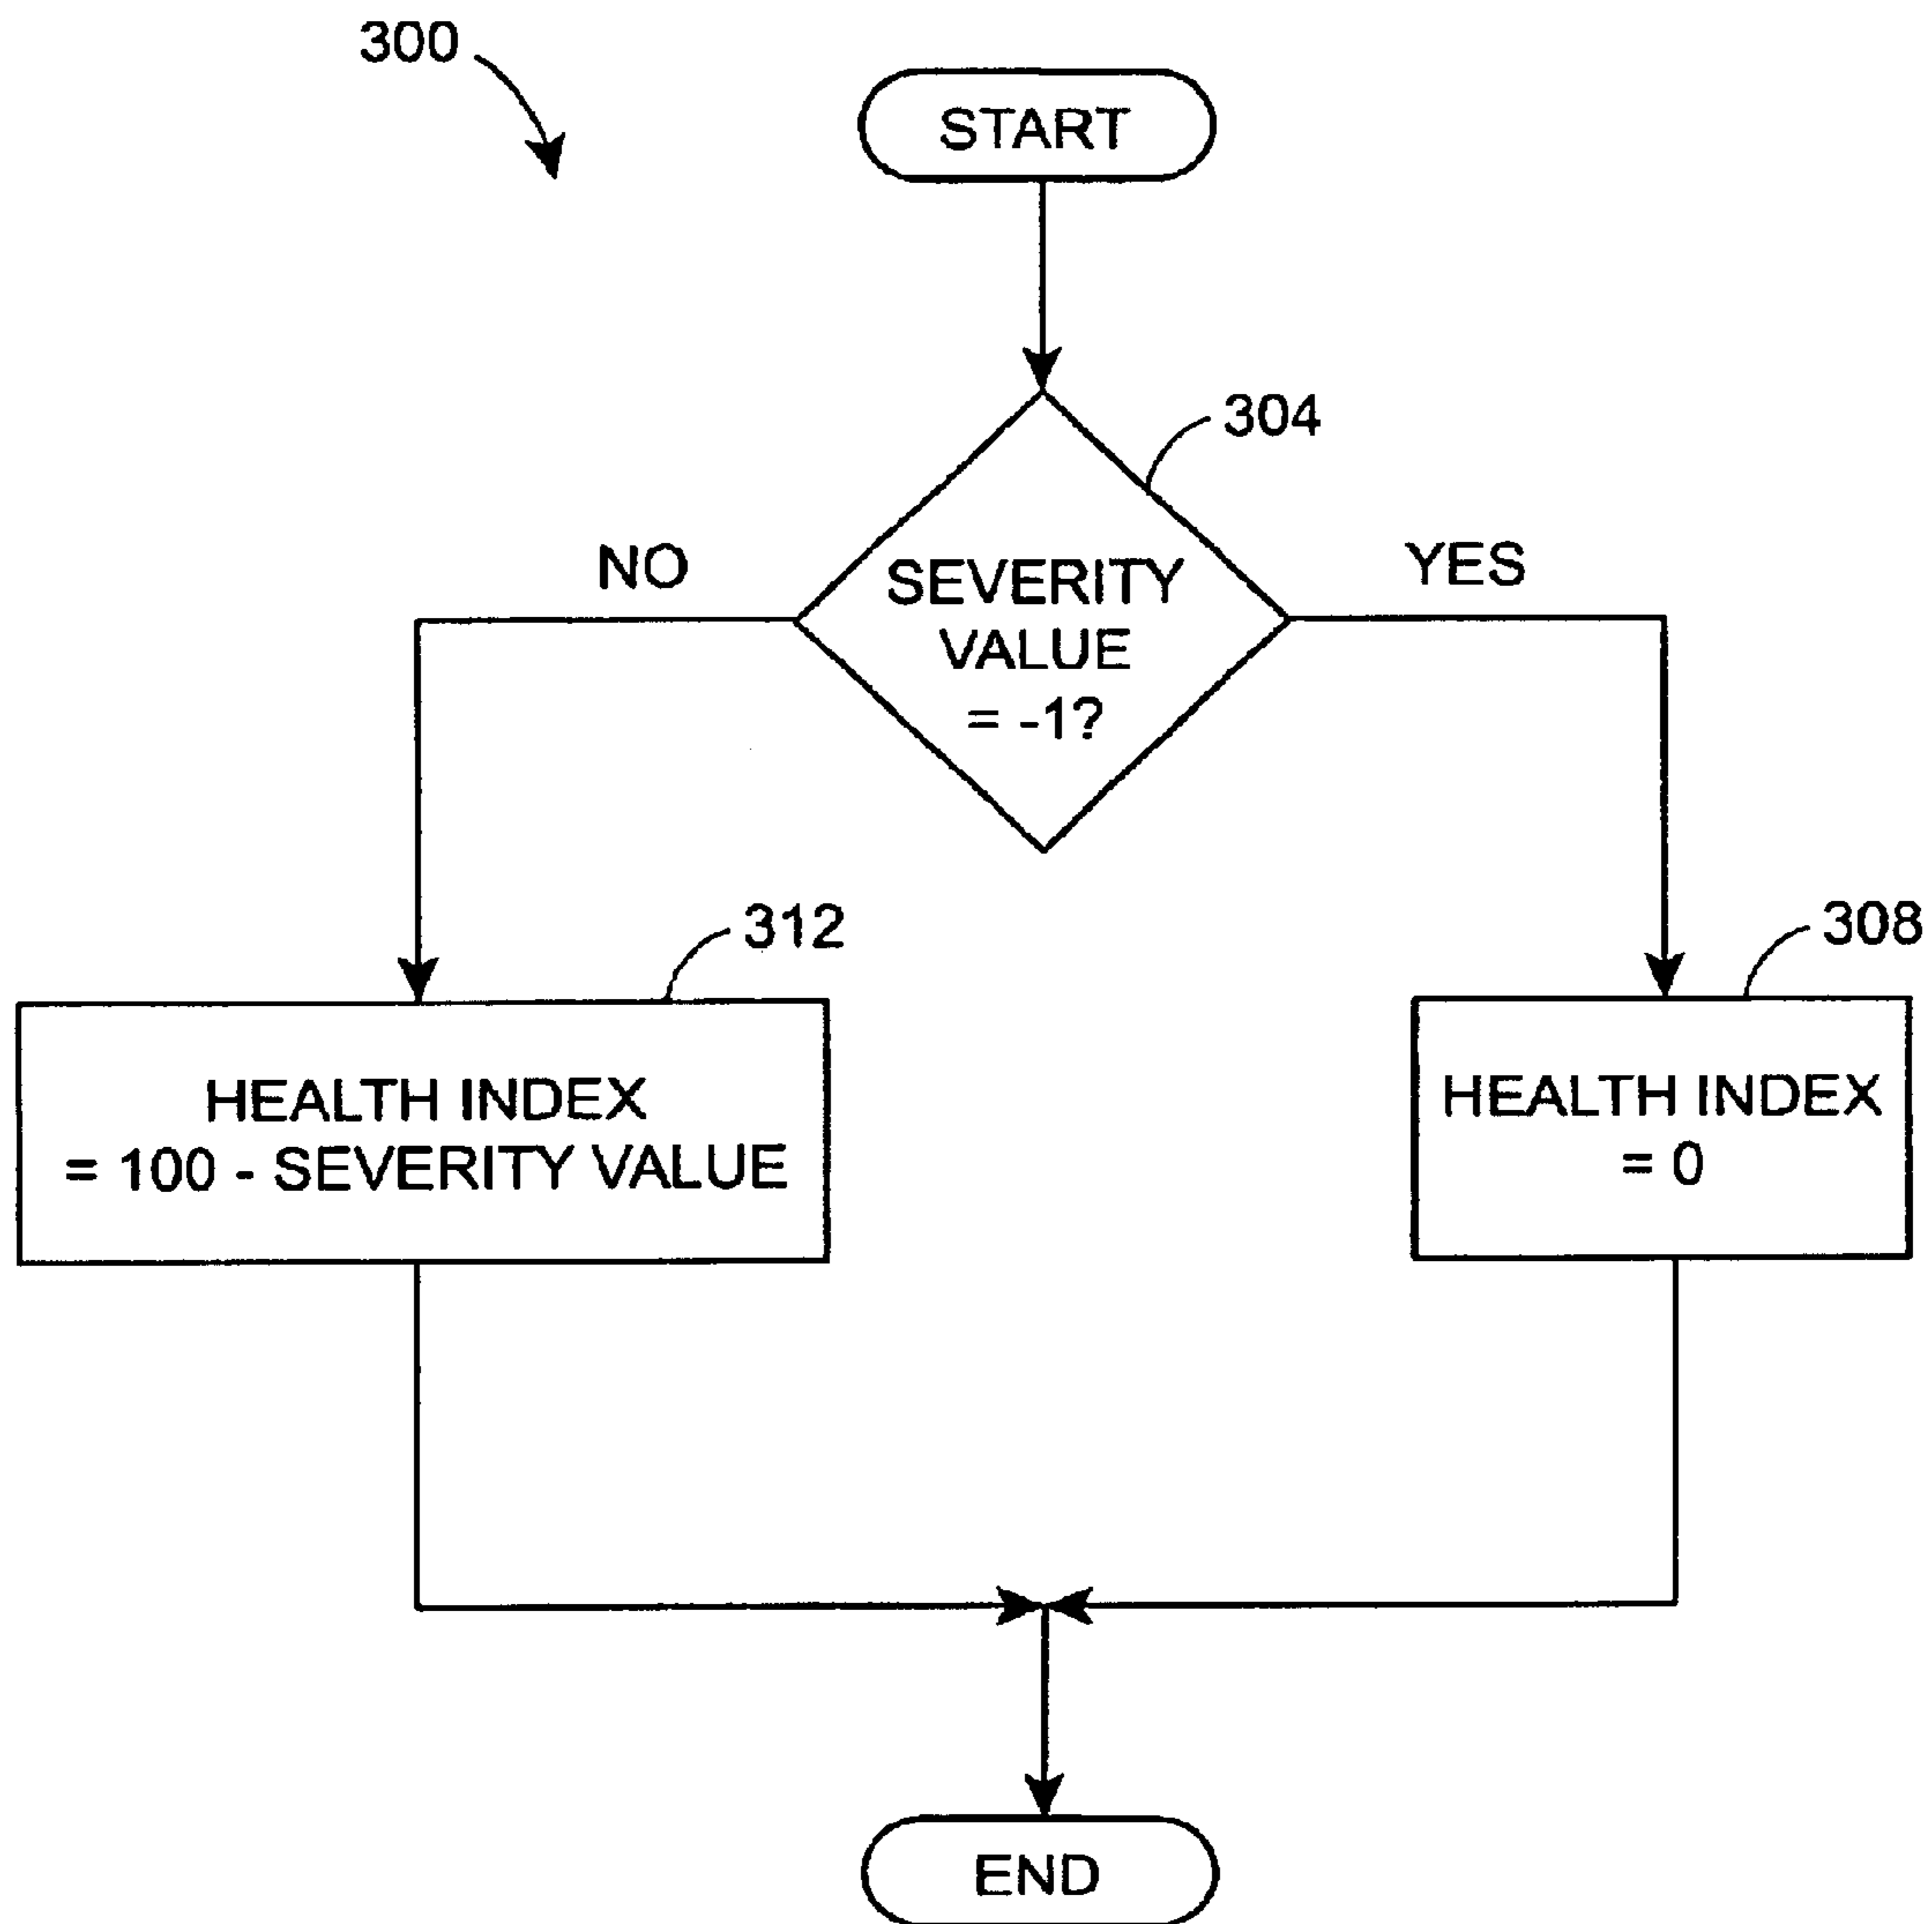 300
START
304
NO
YES
SEVERITY
VALUE
= -1?
312
308
HEALTH INDEX
= 100 - SEVERITY VALUE
HEALTH INDEX
= 0
END